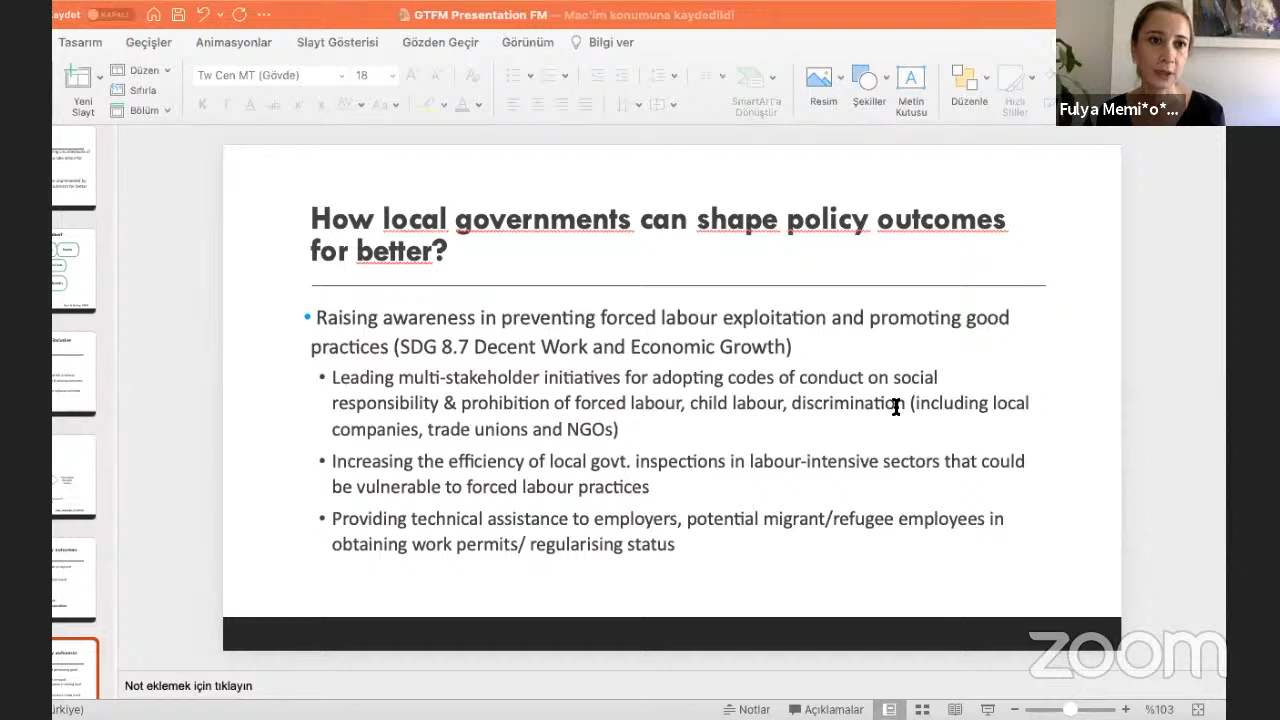 GTFM Presentation FM — Mac'im konumuna kaydedildi
Tasarım Geçişler Animasyonlar Slayt Gösterisi Gözden Geçir Görünüm Bilgi ver
Yeni Slayt
Düzen
Sıfırla
Bölüm
Tw Cen MT (Gövde) 18
SmartArt'a Dönüştür
Resim
Şekiller
Metin Kutusu
Düzenle
Hızlı Stiller
Fulya Memi*o*...
How local governments can shape policy outcomes
for better?
• Raising awareness in preventing forced labour exploitation and promoting good
practices (SDG 8.7 Decent Work and Economic Growth)
• Leading multi-stakeholder initiatives for adopting codes of conduct on social
responsibility & prohibition of forced labour, child labour, discrimination (including local
companies, trade unions and NGOs)
• Increasing the efficiency of local govt. inspections in labour-intensive sectors that could
be vulnerable to forced labour practices
• Providing technical assistance to employers, potential migrant/refugee employees in
obtaining work permits/ regularising status
zoom
Not eklemek için tıklayın
Notlar Açıklamalar %103